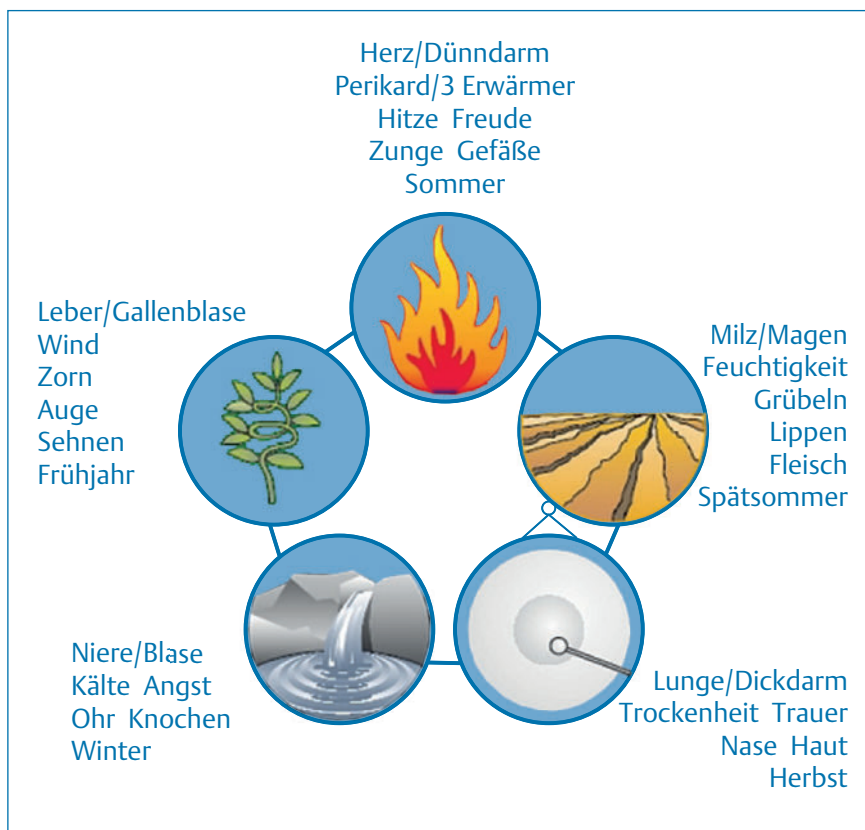 Herz/Dünndarm
Perikard/3 Erwärmer
Hitze Freude
Zunge Gefäße
Sommer
Leber/Gallenblase
Wind
Zorn
Auge
Sehnen
Frühjahr
Milz/Magen
Feuchtigkeit
Grübeln
Lippen
Fleisch
Spätsommer
Niere/Blase
Kälte Angst
Ohr Knochen
Winter
Lunge/Dickdarm
Trockenheit Trauer
Nase Haut
Herbst